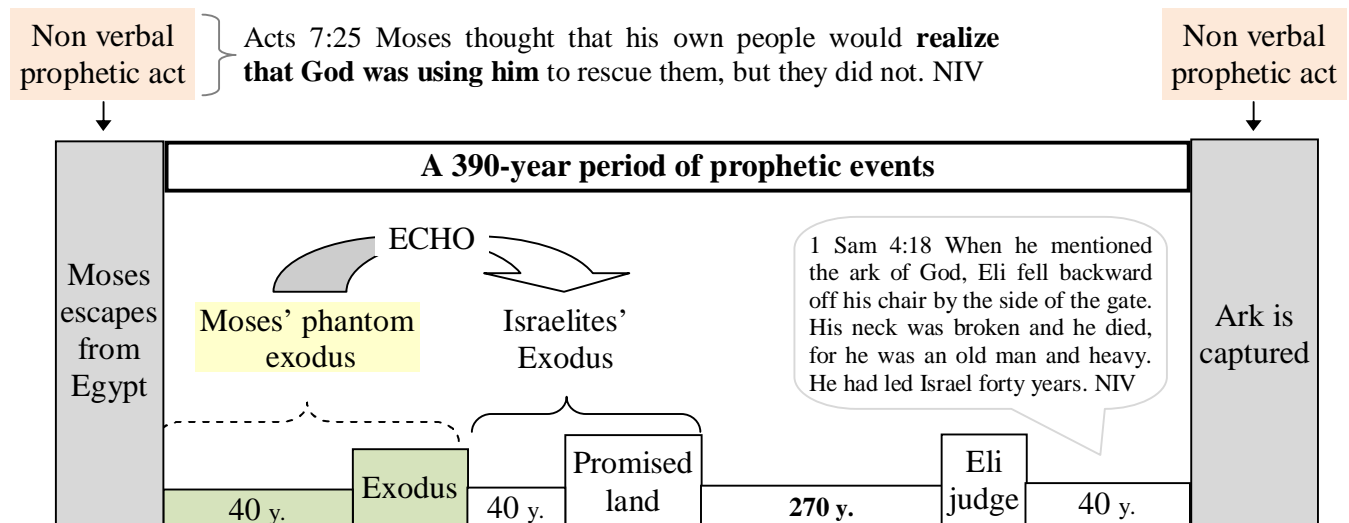 Non verbal
prophetic act
Acts 7:25 Moses thought that his own people would realize
that God was using him to rescue them, but they did not. NIV
Non verbal
prophetic act
A 390-year period of prophetic events
Moses
escapes
from
Egypt
ECHO
Moses’ phantom
exodus
Israelites’
Exodus
1 Sam 4:18 When he mentioned
the ark of God, Eli fell backward
off his chair by the side of the gate.
His neck was broken and he died,
for he was an old man and heavy.
He had led Israel forty years. NIV
Ark is
captured
40 y.
Exodus
40 y.
Promised
land
270 y.
Eli
judge
40 y.